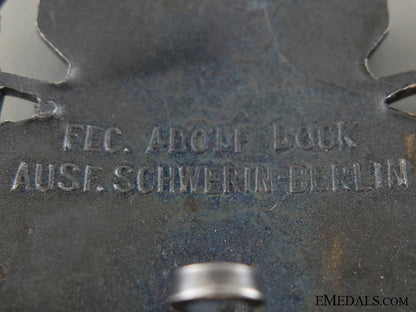 FEC. ADOLF BOCK
AUSF. SCHWERIN-BERLIN
EMEDALS.COM